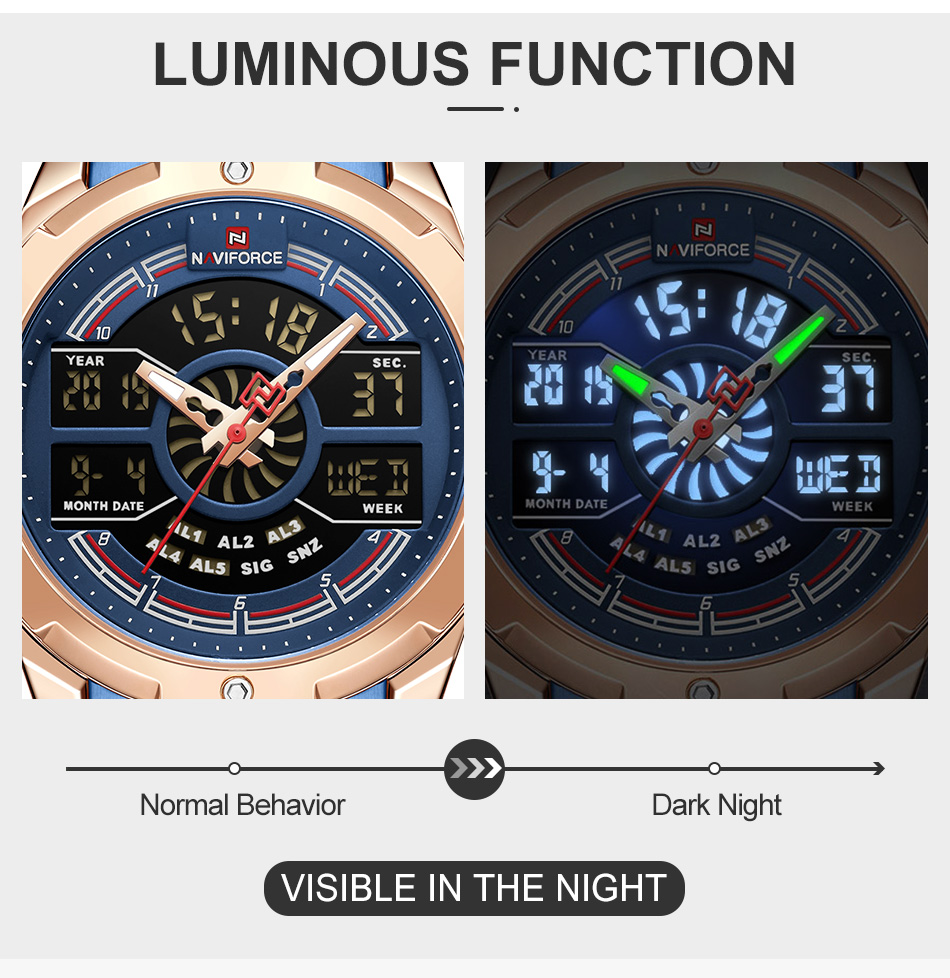 LUMINOUS FUNCTION
NAVIFORCE
11
1
10
2
15:18
YEAR
2019
SEC.
37
9-4
MONTH DATE
WED
WEEK
AL1 AL2 AL3
AL4 AL5 SIG SNZ
8
4
7
5
6
NAVIFORCE
11
1
10
2
15:18
YEAR
2019
SEC.
37
9-4
MONTH DATE
WED
WEEK
AL1 AL2 AL3
AL4 AL5 SIG SNZ
8
4
7
5
6
Normal Behavior
Dark Night
VISIBLE IN THE NIGHT